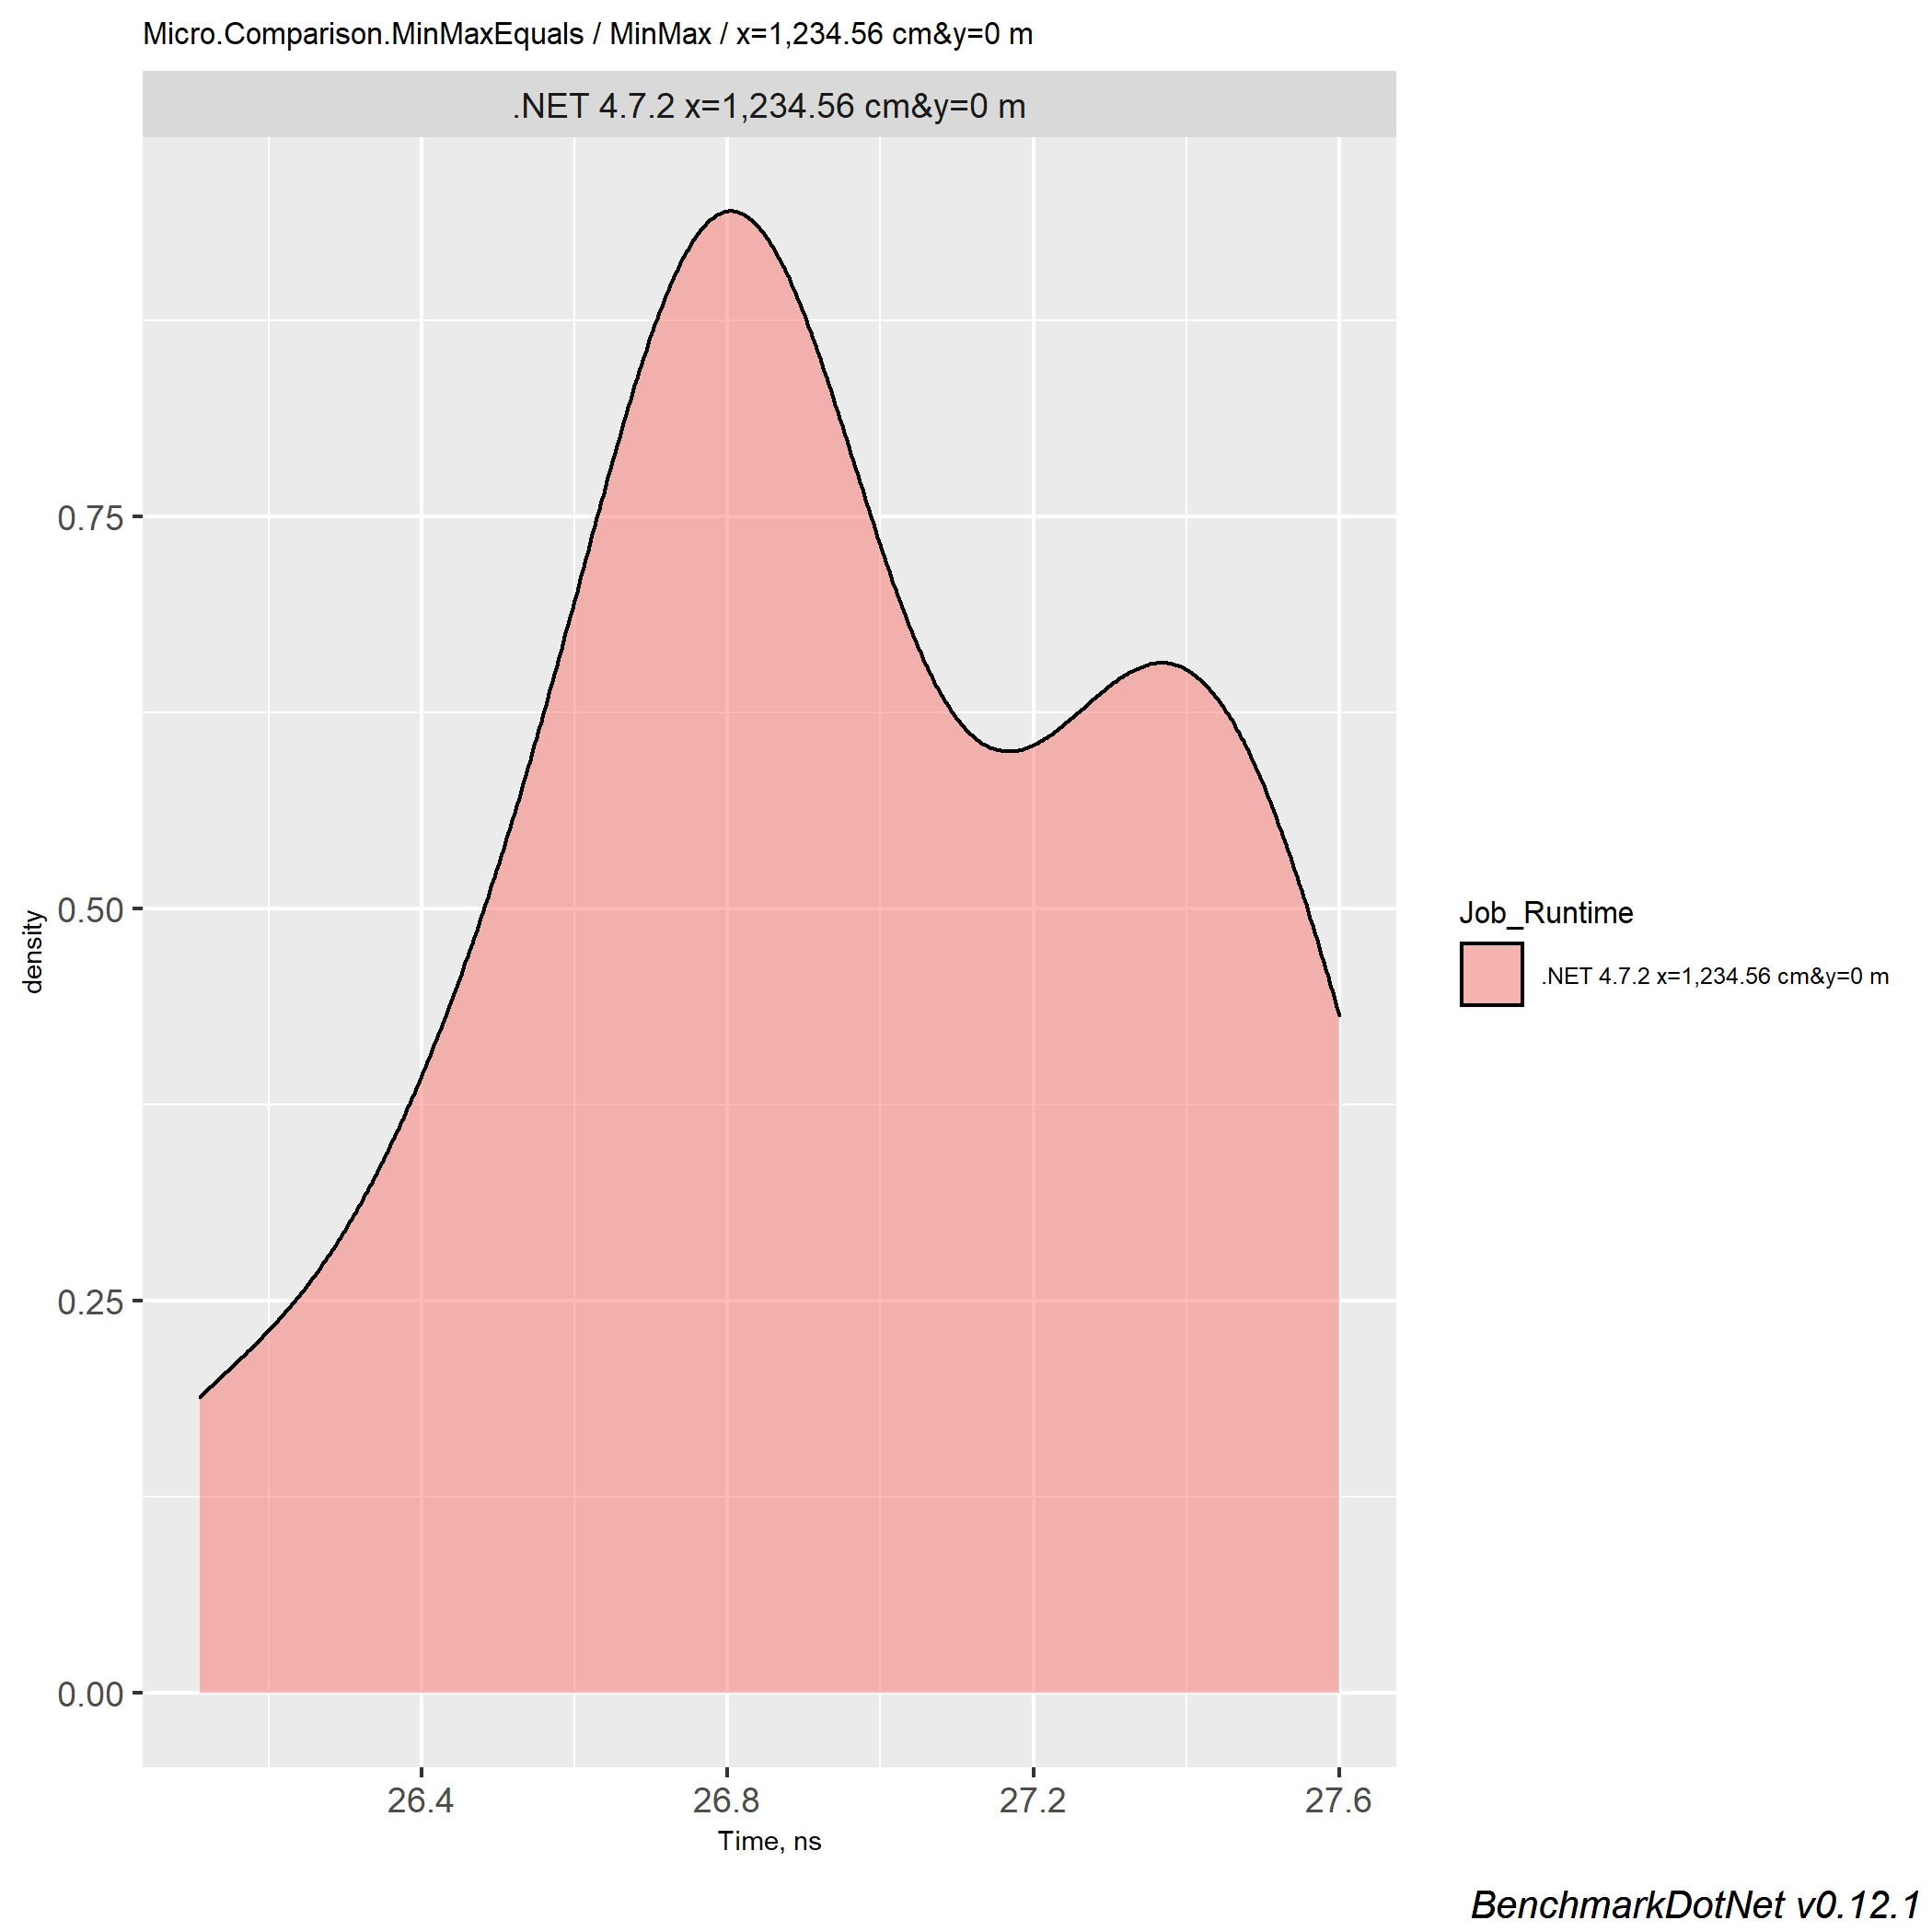 Micro.Comparison.MinMaxEquals / MinMax / x=1,234.56 cm&y=0 m
.NET 4.7.2 x=1,234.56 cm&y=0 m
0.75
0.50
0.25
0.00
density
26.4
26.8
27.2
27.6
Time, ns
Job_Runtime
.NET 4.7.2 x=1,234.56 cm&y=0 m
BenchmarkDotNet v0.12.1